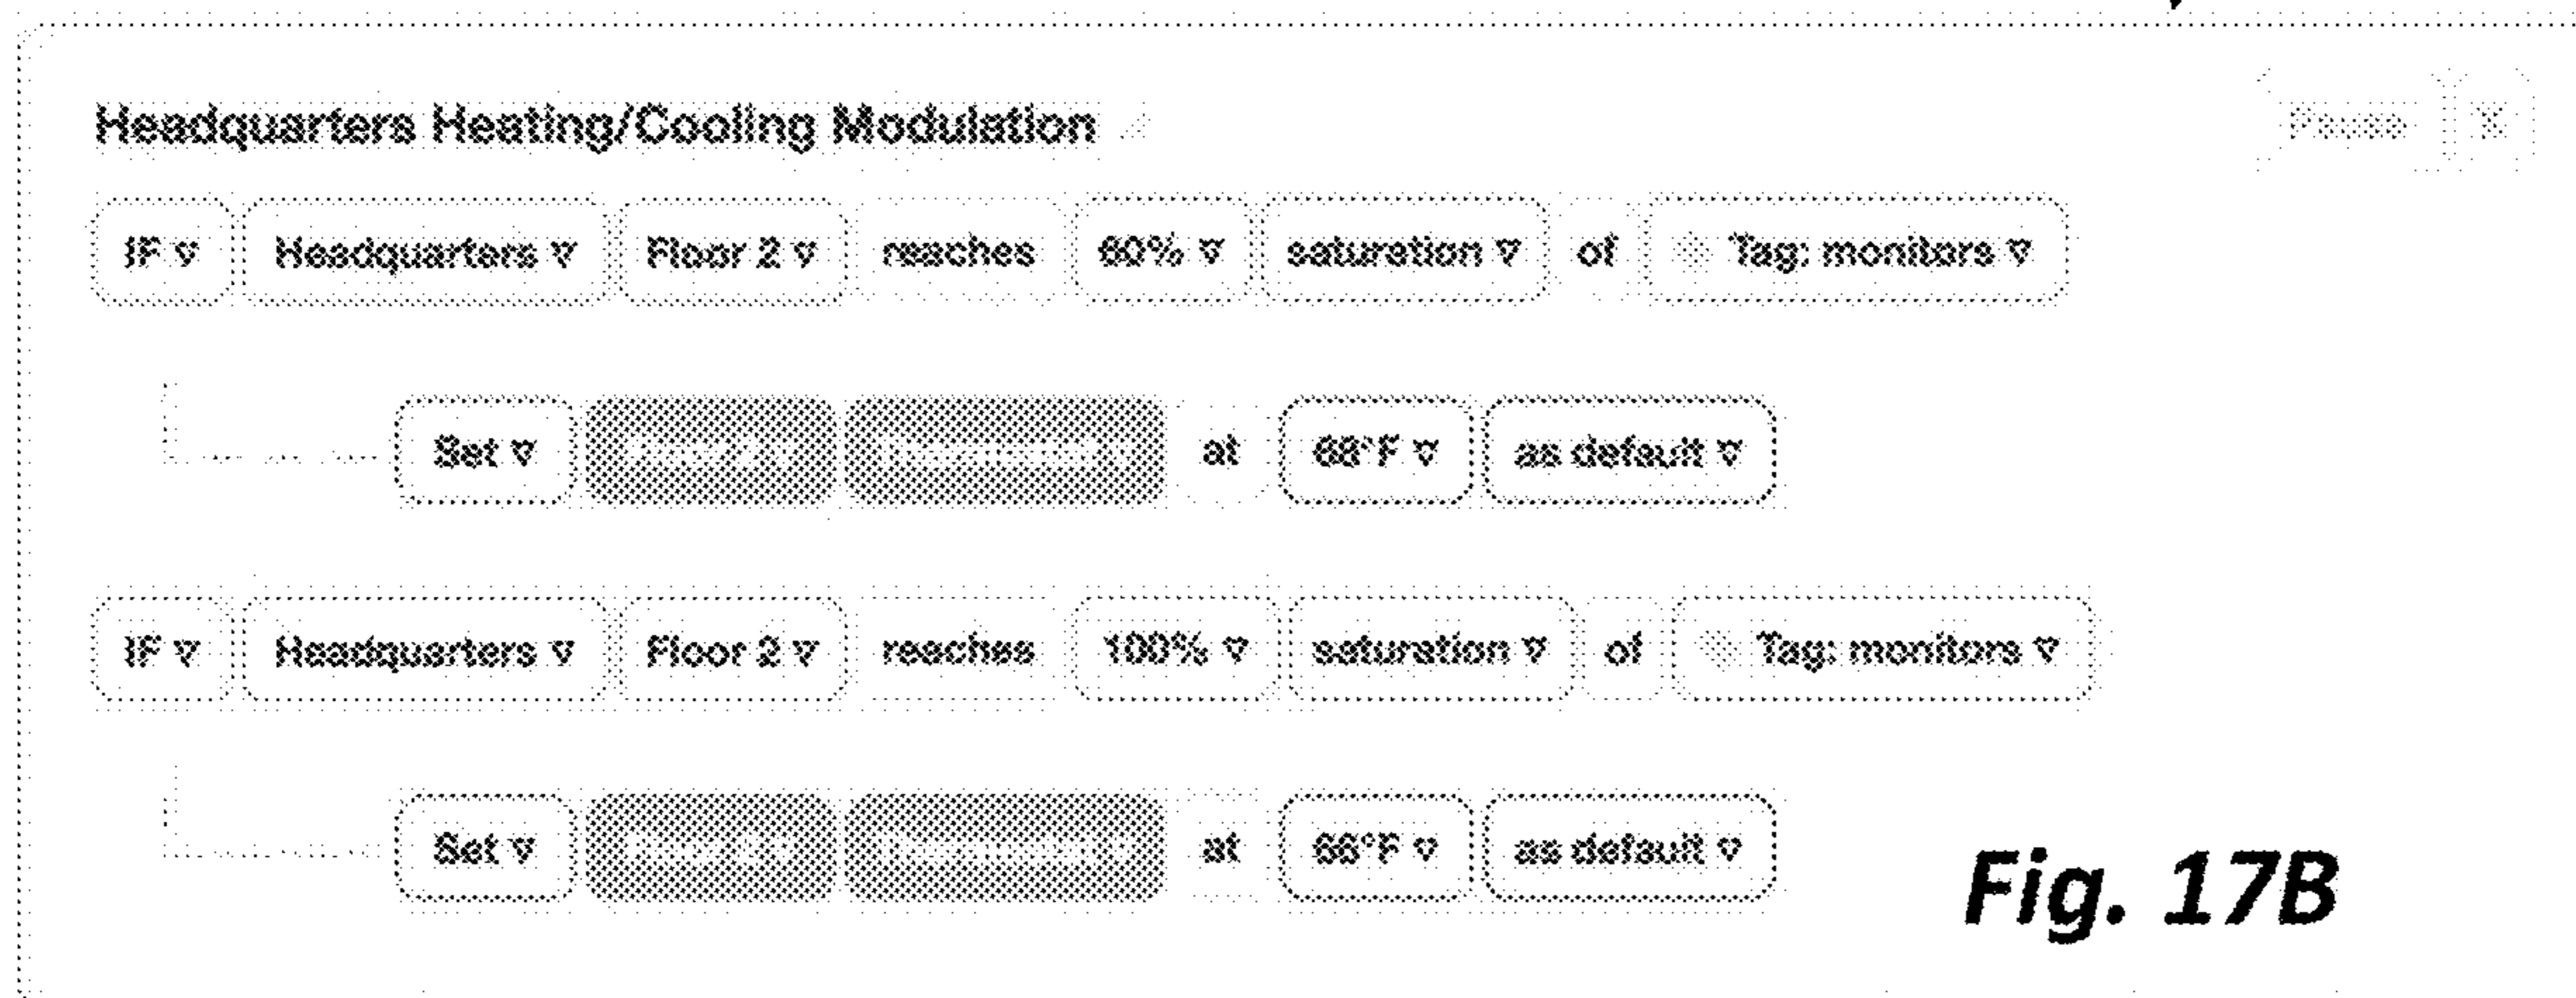 Headquarters Heating/Cooling Modulation
Pause X
IF ▽ Headquarters ▽ Floor 2 ▽ reaches 60% ▽ saturation ▽ of Tag: monitors ▽
Set ▽ at 68°F ▽ as default ▽
IF ▽ Headquarters ▽ Floor 2 ▽ reaches 100% ▽ saturation ▽ of Tag: monitors ▽
Set ▽ at 66°F ▽ as default ▽
Fig. 17B